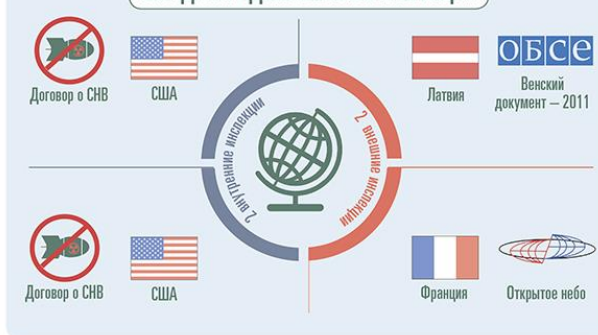 Договор о СНВ
США
Латвия
ОБСЕ
Венский
документ – 2011
2 внутренние инспекции
2 внешние инспекции
Договор о СНВ
США
Франция
Открытое небо